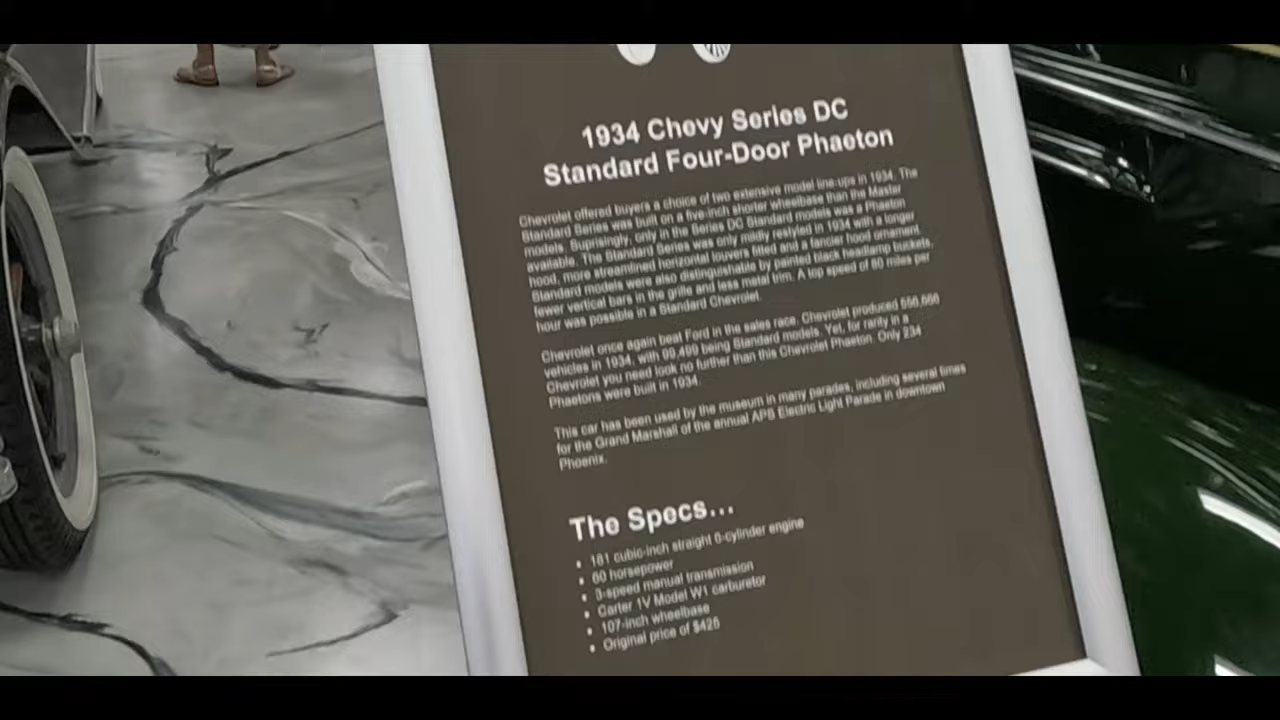 1934 Chevy Series DC
Standard Four-Door Phaeton
Chevrolet offered buyers a choice of two extensive model line-ups in 1934. The
Standard Series was built on a five-inch shorter wheelbase than the Master
models. Suprisingly, only in the Series DC Standard models was a Phaeton
available. The Standard Series was only mildly restyled in 1934 with a longer
hood, more streamlined horizontal louvers fitted and a fancier hood ornament.
Standard models were also distinguishable by painted black headlamp buckets,
fewer vertical bars in the grille and less metal trim. A top speed of 80 miles per
hour was possible in a Standard Chevrolet.
Chevrolet once again beat Ford in the sales race. Chevrolet produced
vehicles in 1934, with 99,499 being Standard models. Yet, for rarity in a
Chevrolet you need look no further than this Chevrolet Phaeton. Only 234
Phaetons were built in 1934.
This car has been used by the museum in many parades, including several times
for the Grand Marshall of the annual APS Electric Light Parade in downtown
Phoenix.
The Specs...
• 181 cubic-inch straight 6-cylinder engine
• 60 horsepower
• 3-speed manual transmission
• Carter 1V Model W1 carburetor
• 107-inch wheelbase
• Original price of